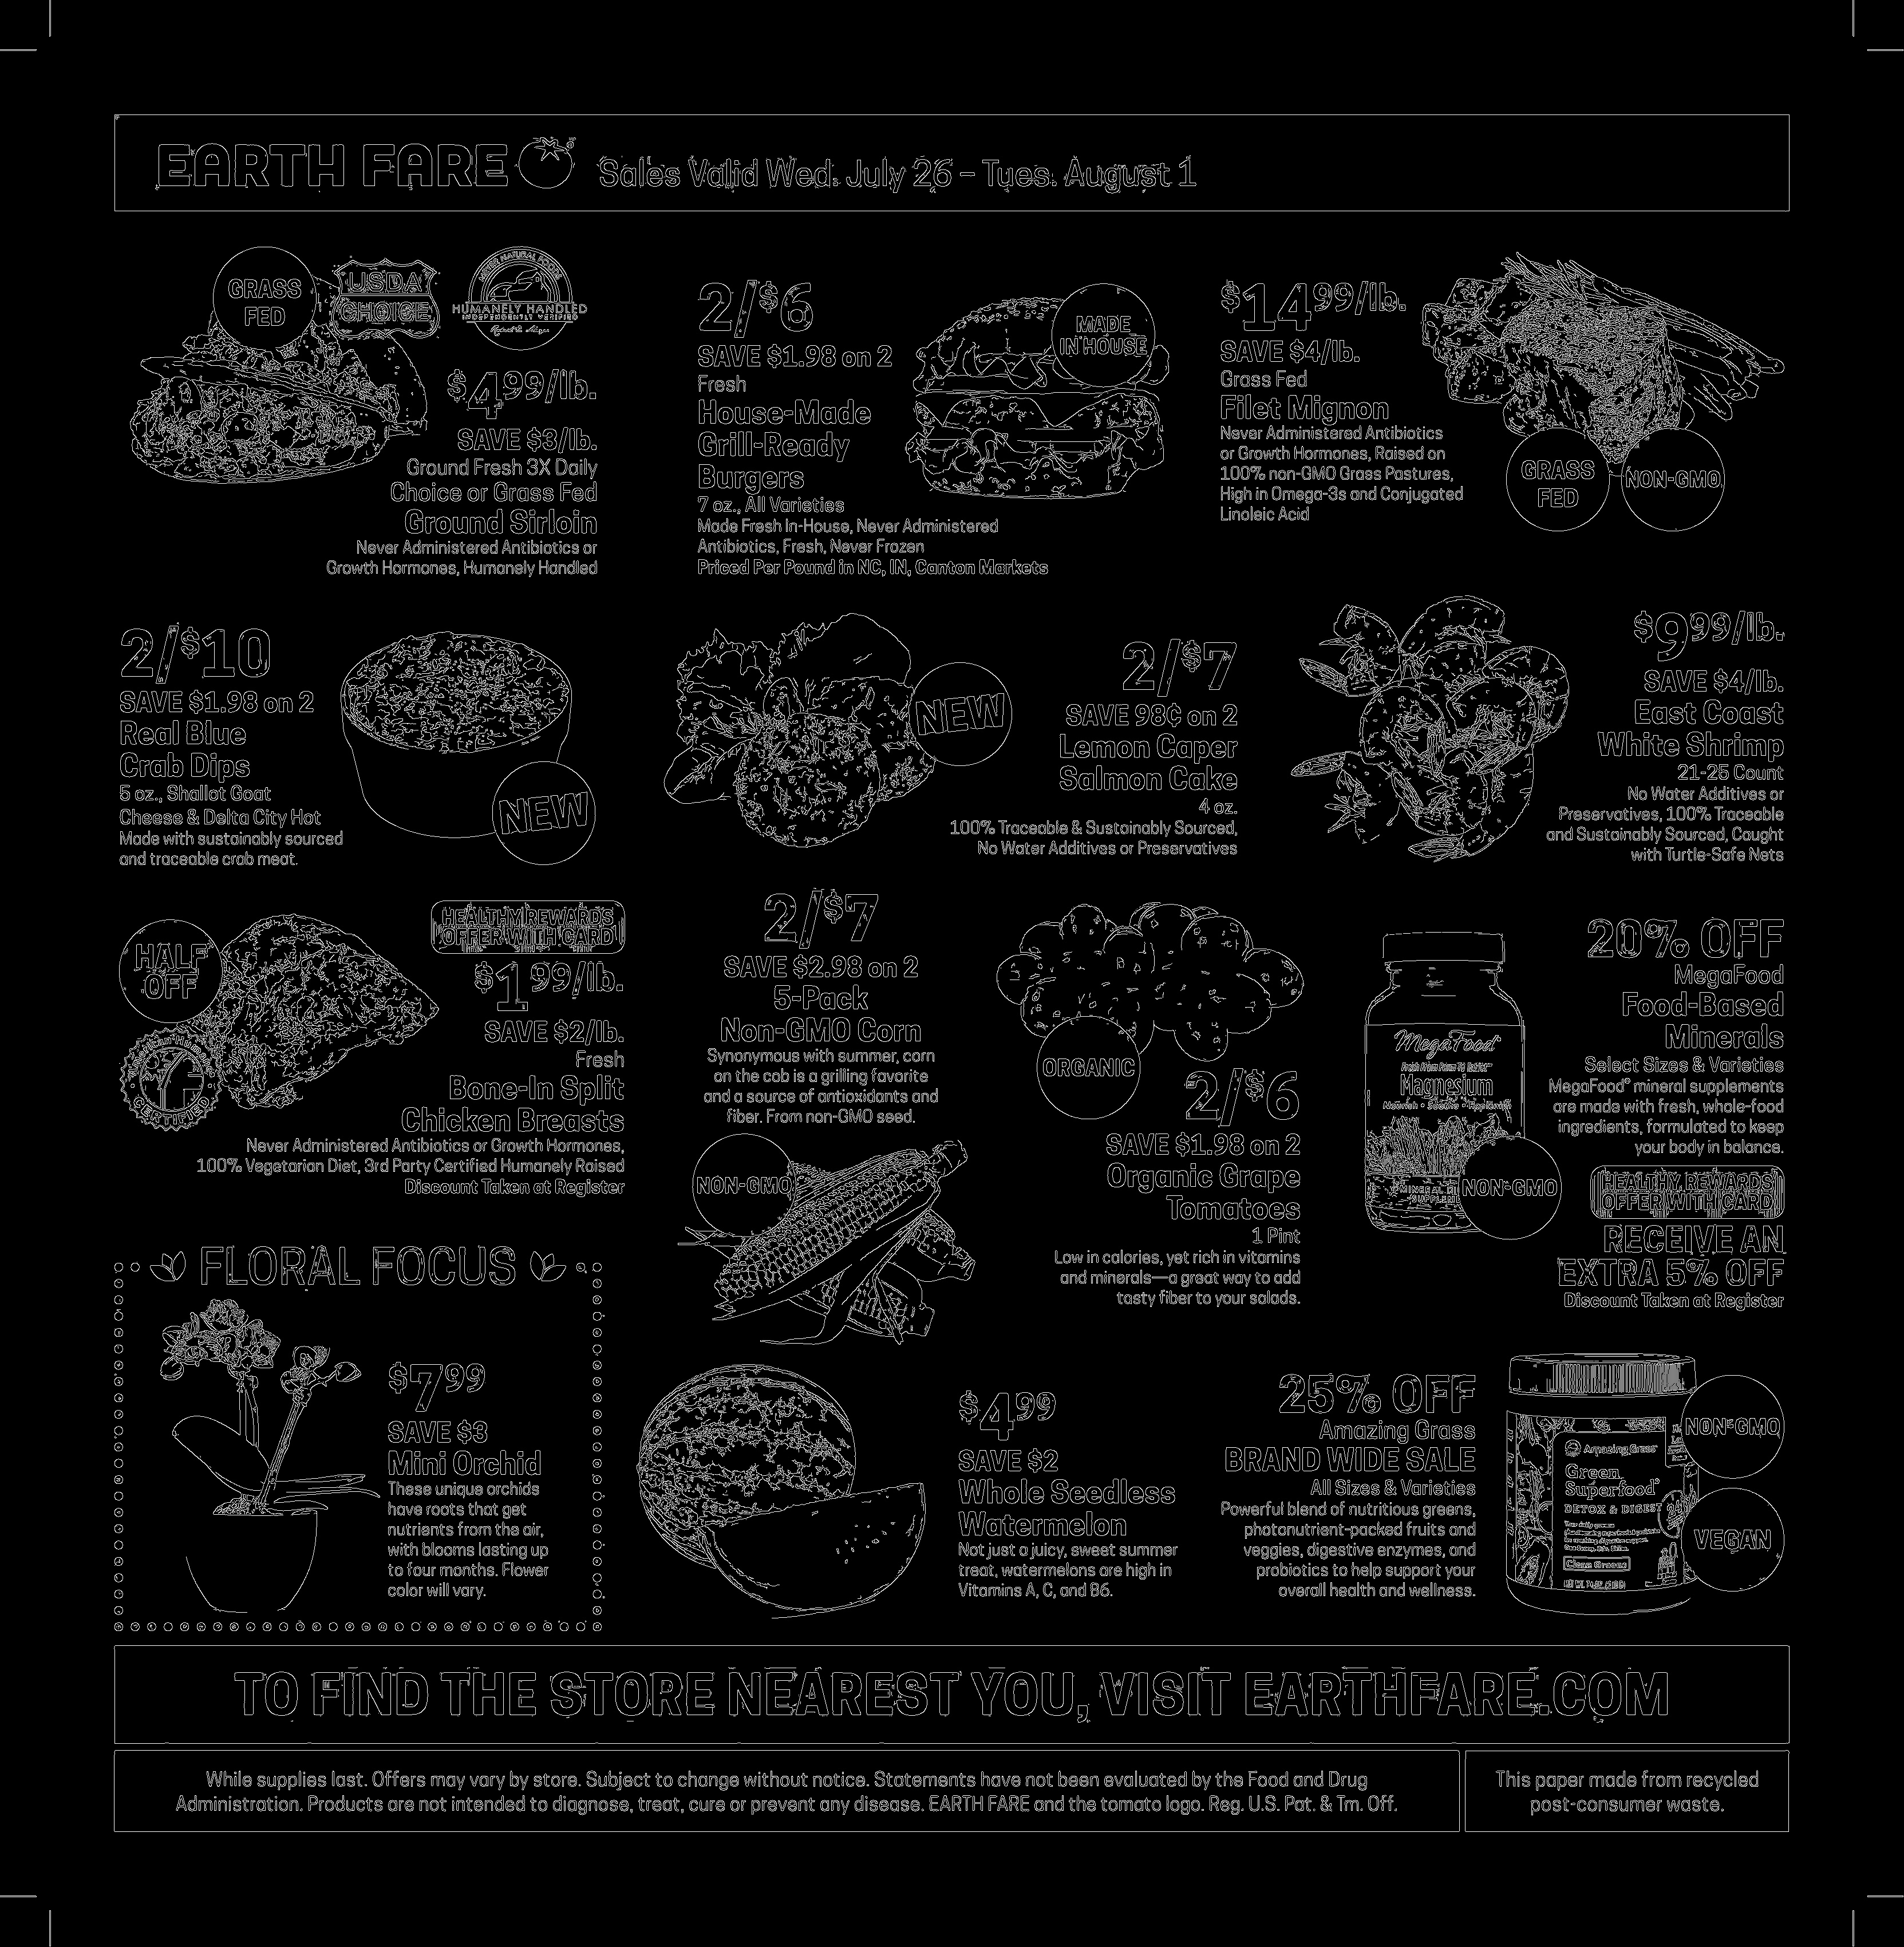 EARTH FARE
Sales Valid Wed. July 26 – Tues. August 1
GRASS
FED
USDA
CHOICE
NEVER NATURAL FOODS
HUMANELY HANDLED
INDEPENDENTLY VERIFIED
$4.99/lb.
SAVE $3/lb.
Ground Fresh 3X Daily
Choice or Grass Fed
Ground Sirloin
Never Administered Antibiotics or
Growth Hormones, Humanely Handled
2/$6
SAVE $1.98 on 2
Fresh
House-Made
Grill-Ready
Burgers
7 oz., All Varieties
Made Fresh In-House, Never Administered
Antibiotics, Fresh, Never Frozen
Priced Per Pound in NC, IN, Canton Markets
MADE
IN HOUSE
$1499/lb.
SAVE $4/lb.
Grass Fed
Filet Mignon
Never Administered Antibiotics
or Growth Hormones, Raised on
100% non-GMO Grass Pastures,
High in Omega-3s and Conjugated
Linoleic Acid
GRASS
FED
NON-GMO
2/$10
SAVE $1.98 on 2
Real Blue
Crab Dips
5 oz., Shallot Goat
Cheese & Delta City Hot
Made with sustainably sourced
and traceable crab meat.
NEW
NEW
2/$7
SAVE 98¢ on 2
Lemon Caper
Salmon Cake
4 oz.
100% Traceable & Sustainably Sourced,
No Water Additives or Preservatives
$999/lb.
SAVE $4/lb.
East Coast
White Shrimp
21-25 Count
No Water Additives or
Preservatives, 100% Traceable
and Sustainably Sourced, Caught
with Turtle-Safe Nets
HALF
OFF
CERTIFIED
HEALTHY REWARDS
OFFER WITH CARD
$199/lb.
SAVE $2/lb.
Fresh
Bone-In Split
Chicken Breasts
Never Administered Antibiotics or Growth Hormones,
100% Vegetarian Diet, 3rd Party Certified Humanely Raised
Discount Taken at Register
2/$7
SAVE $2.98 on 2
5-Pack
Non-GMO Corn
Synonymous with summer, corn
on the cob is a grilling favorite
and a source of antioxidants and
fiber. From non-GMO seed.
NON-GMO
ORGANIC
2/$6
SAVE $1.98 on 2
Organic Grape
Tomatoes
1 Pint
Low in calories, yet rich in vitamins
and minerals—a great way to add
tasty fiber to your salads.
MegaFood
Magnesium
NON-GMO
20% OFF
MegaFood
Food-Based
Minerals
Select Sizes & Varieties
MegaFood® mineral supplements
are made with fresh, whole-food
ingredients, formulated to keep
your body in balance.
HEALTHY REWARDS
OFFER WITH CARD
RECEIVE AN
EXTRA 5% OFF
Discount Taken at Register
FLORAL FOCUS
$799
SAVE $3
Mini Orchid
These unique orchids
have roots that get
nutrients from the air,
with blooms lasting up
to four months. Flower
color will vary.
$499
SAVE $2
Whole Seedless
Watermelon
Not just a juicy, sweet summer
treat, watermelons are high in
Vitamins A, C, and B6.
25% OFF
Amazing Grass
BRAND WIDE SALE
All Sizes & Varieties
Powerful blend of nutritious greens,
photonutrient-packed fruits and
veggies, digestive enzymes, and
probiotics to help support your
overall health and wellness.
Amazing Grass
Green
Superfood
DETOX & DIGEST
Clean Greens
NON-GMO
VEGAN
TO FIND THE STORE NEAREST YOU, VISIT EARTHFARE.COM
While supplies last. Offers may vary by store. Subject to change without notice. Statements have not been evaluated by the Food and Drug
Administration. Products are not intended to diagnose, treat, cure or prevent any disease. EARTH FARE and the tomato logo. Reg. U.S. Pat. & Tm. Off.
This paper made from recycled
post-consumer waste.